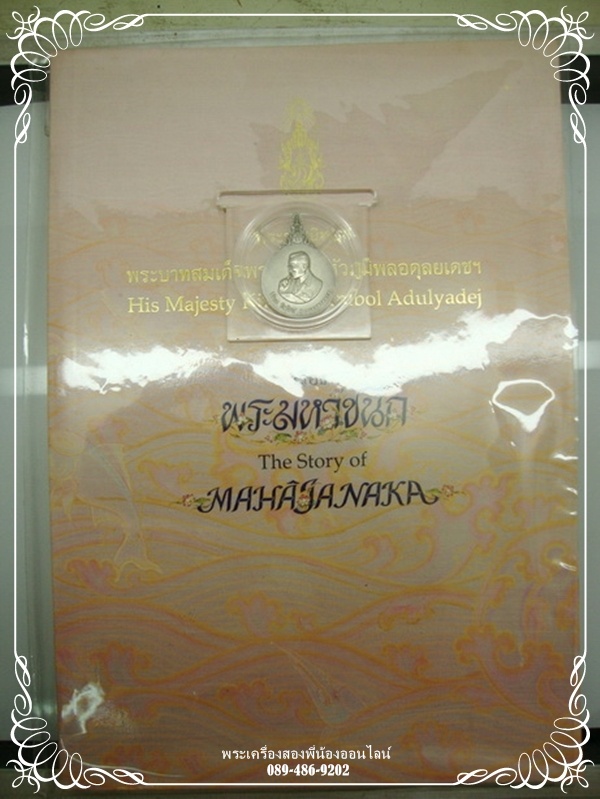 พระบาทสมเด็จพ ัวภูมิพลอดุลยเดชฯ
His Majesty bol Adulyadej
พระมหาชนก
The Story of
MAHÂJANAKA
พระเครื่องสองพี่น้องออนไลน์
089-486-9202